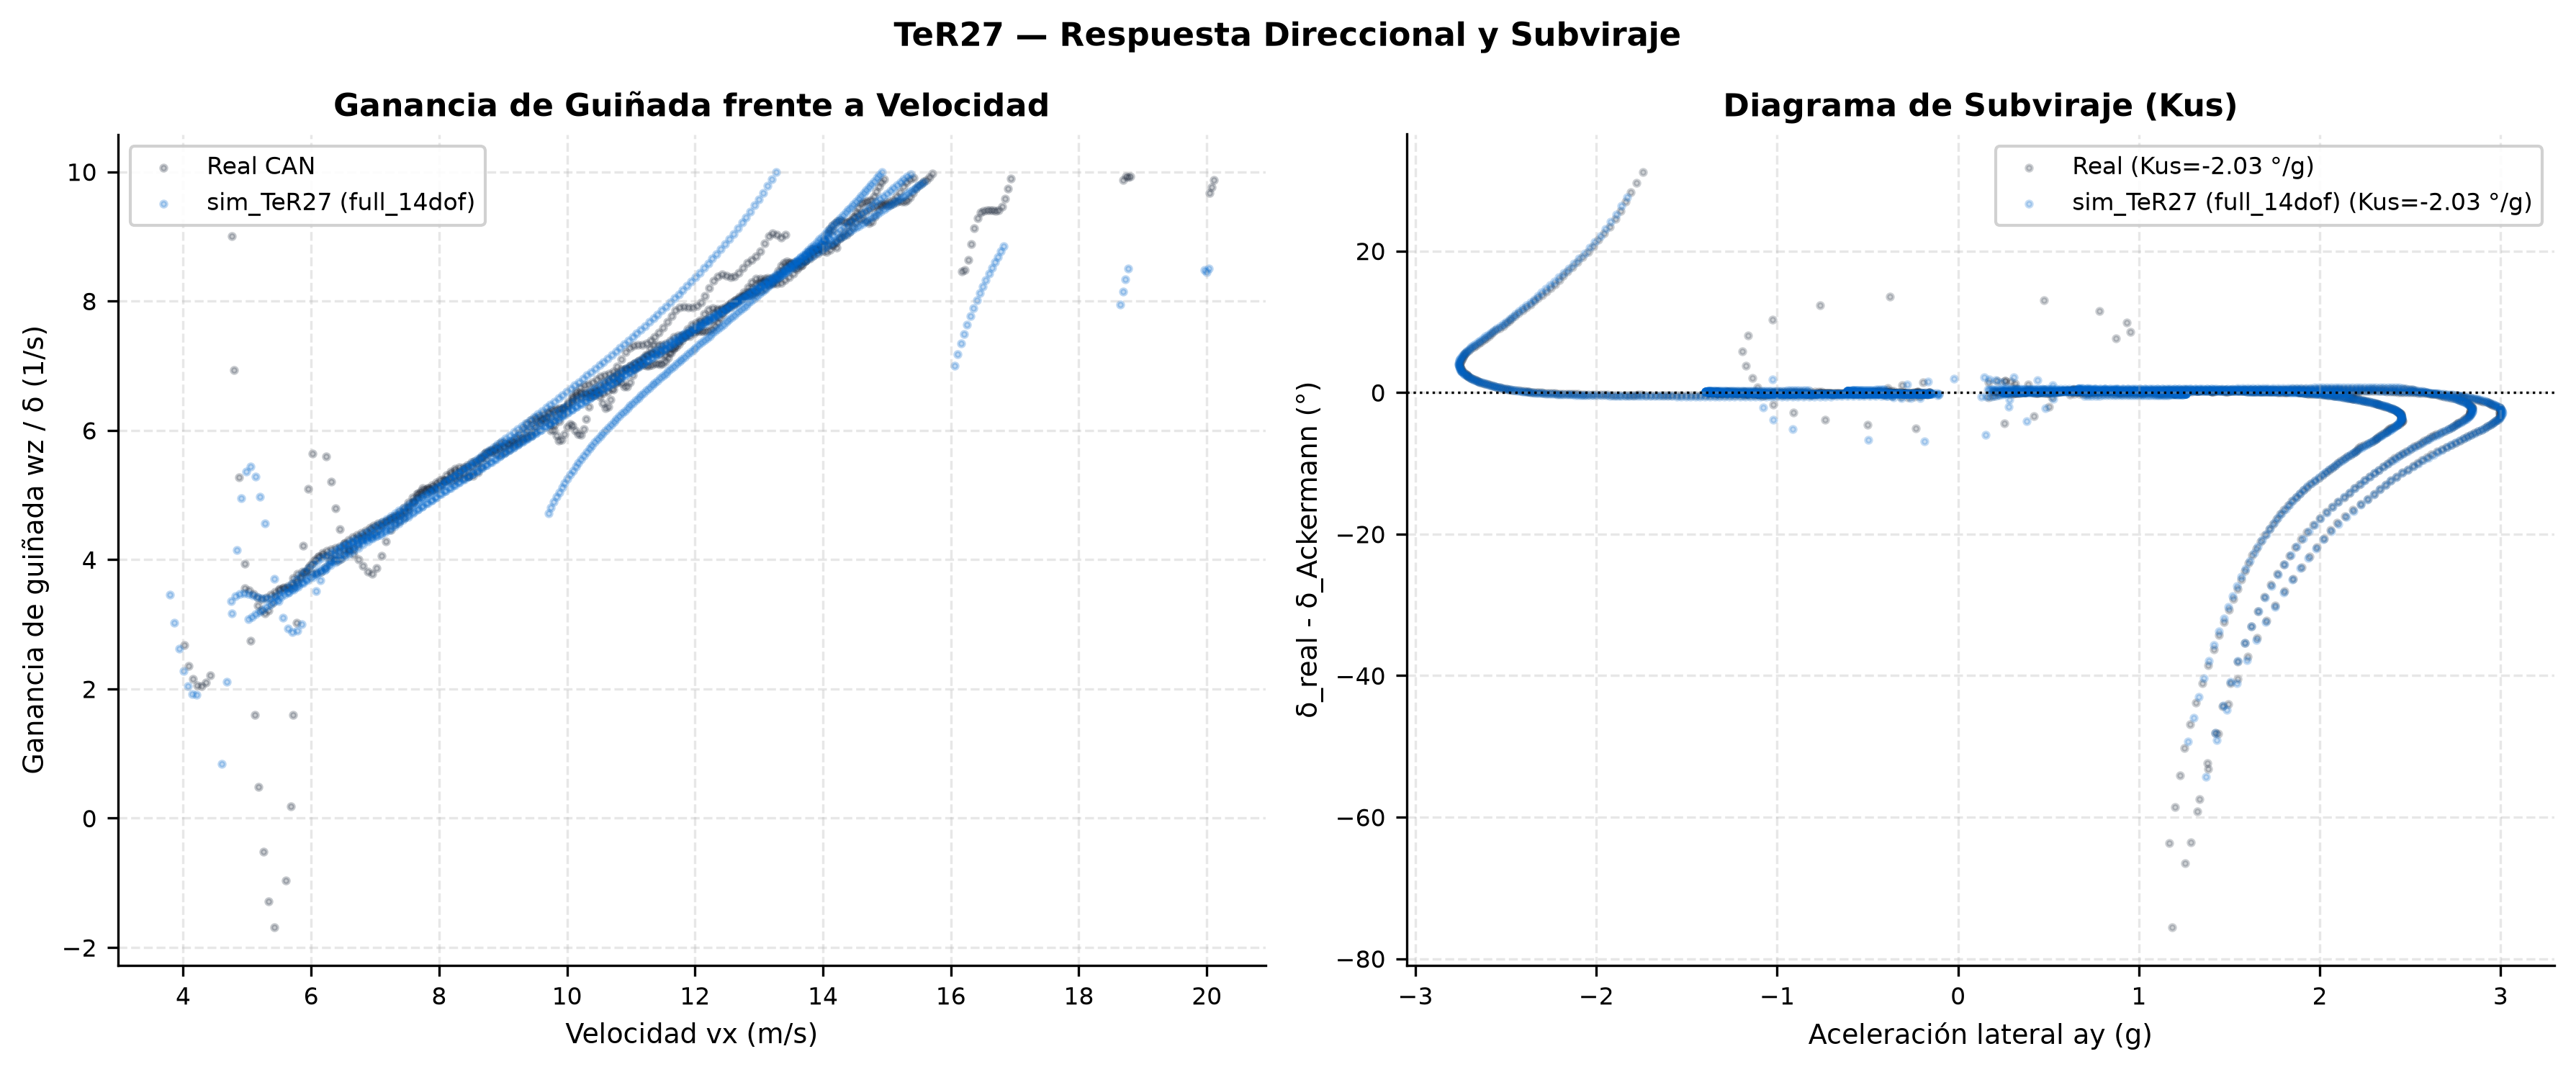 TeR27 — Respuesta Direccional y Subviraje
Ganancia de Guiñada frente a Velocidad
Real CAN
sim_TeR27 (full_14dof)
Ganancia de guiñada wz / δ (1/s)
10
8
6
4
2
0
−2
4 6 8 10 12 14 16 18 20
Velocidad vx (m/s)
Diagrama de Subviraje (Kus)
Real (Kus=-2.03 °/g)
sim_TeR27 (full_14dof) (Kus=-2.03 °/g)
δ_real - δ_Ackermann (°)
20
0
−20
−40
−60
−80
−3 −2 −1 0 1 2 3
Aceleración lateral ay (g)